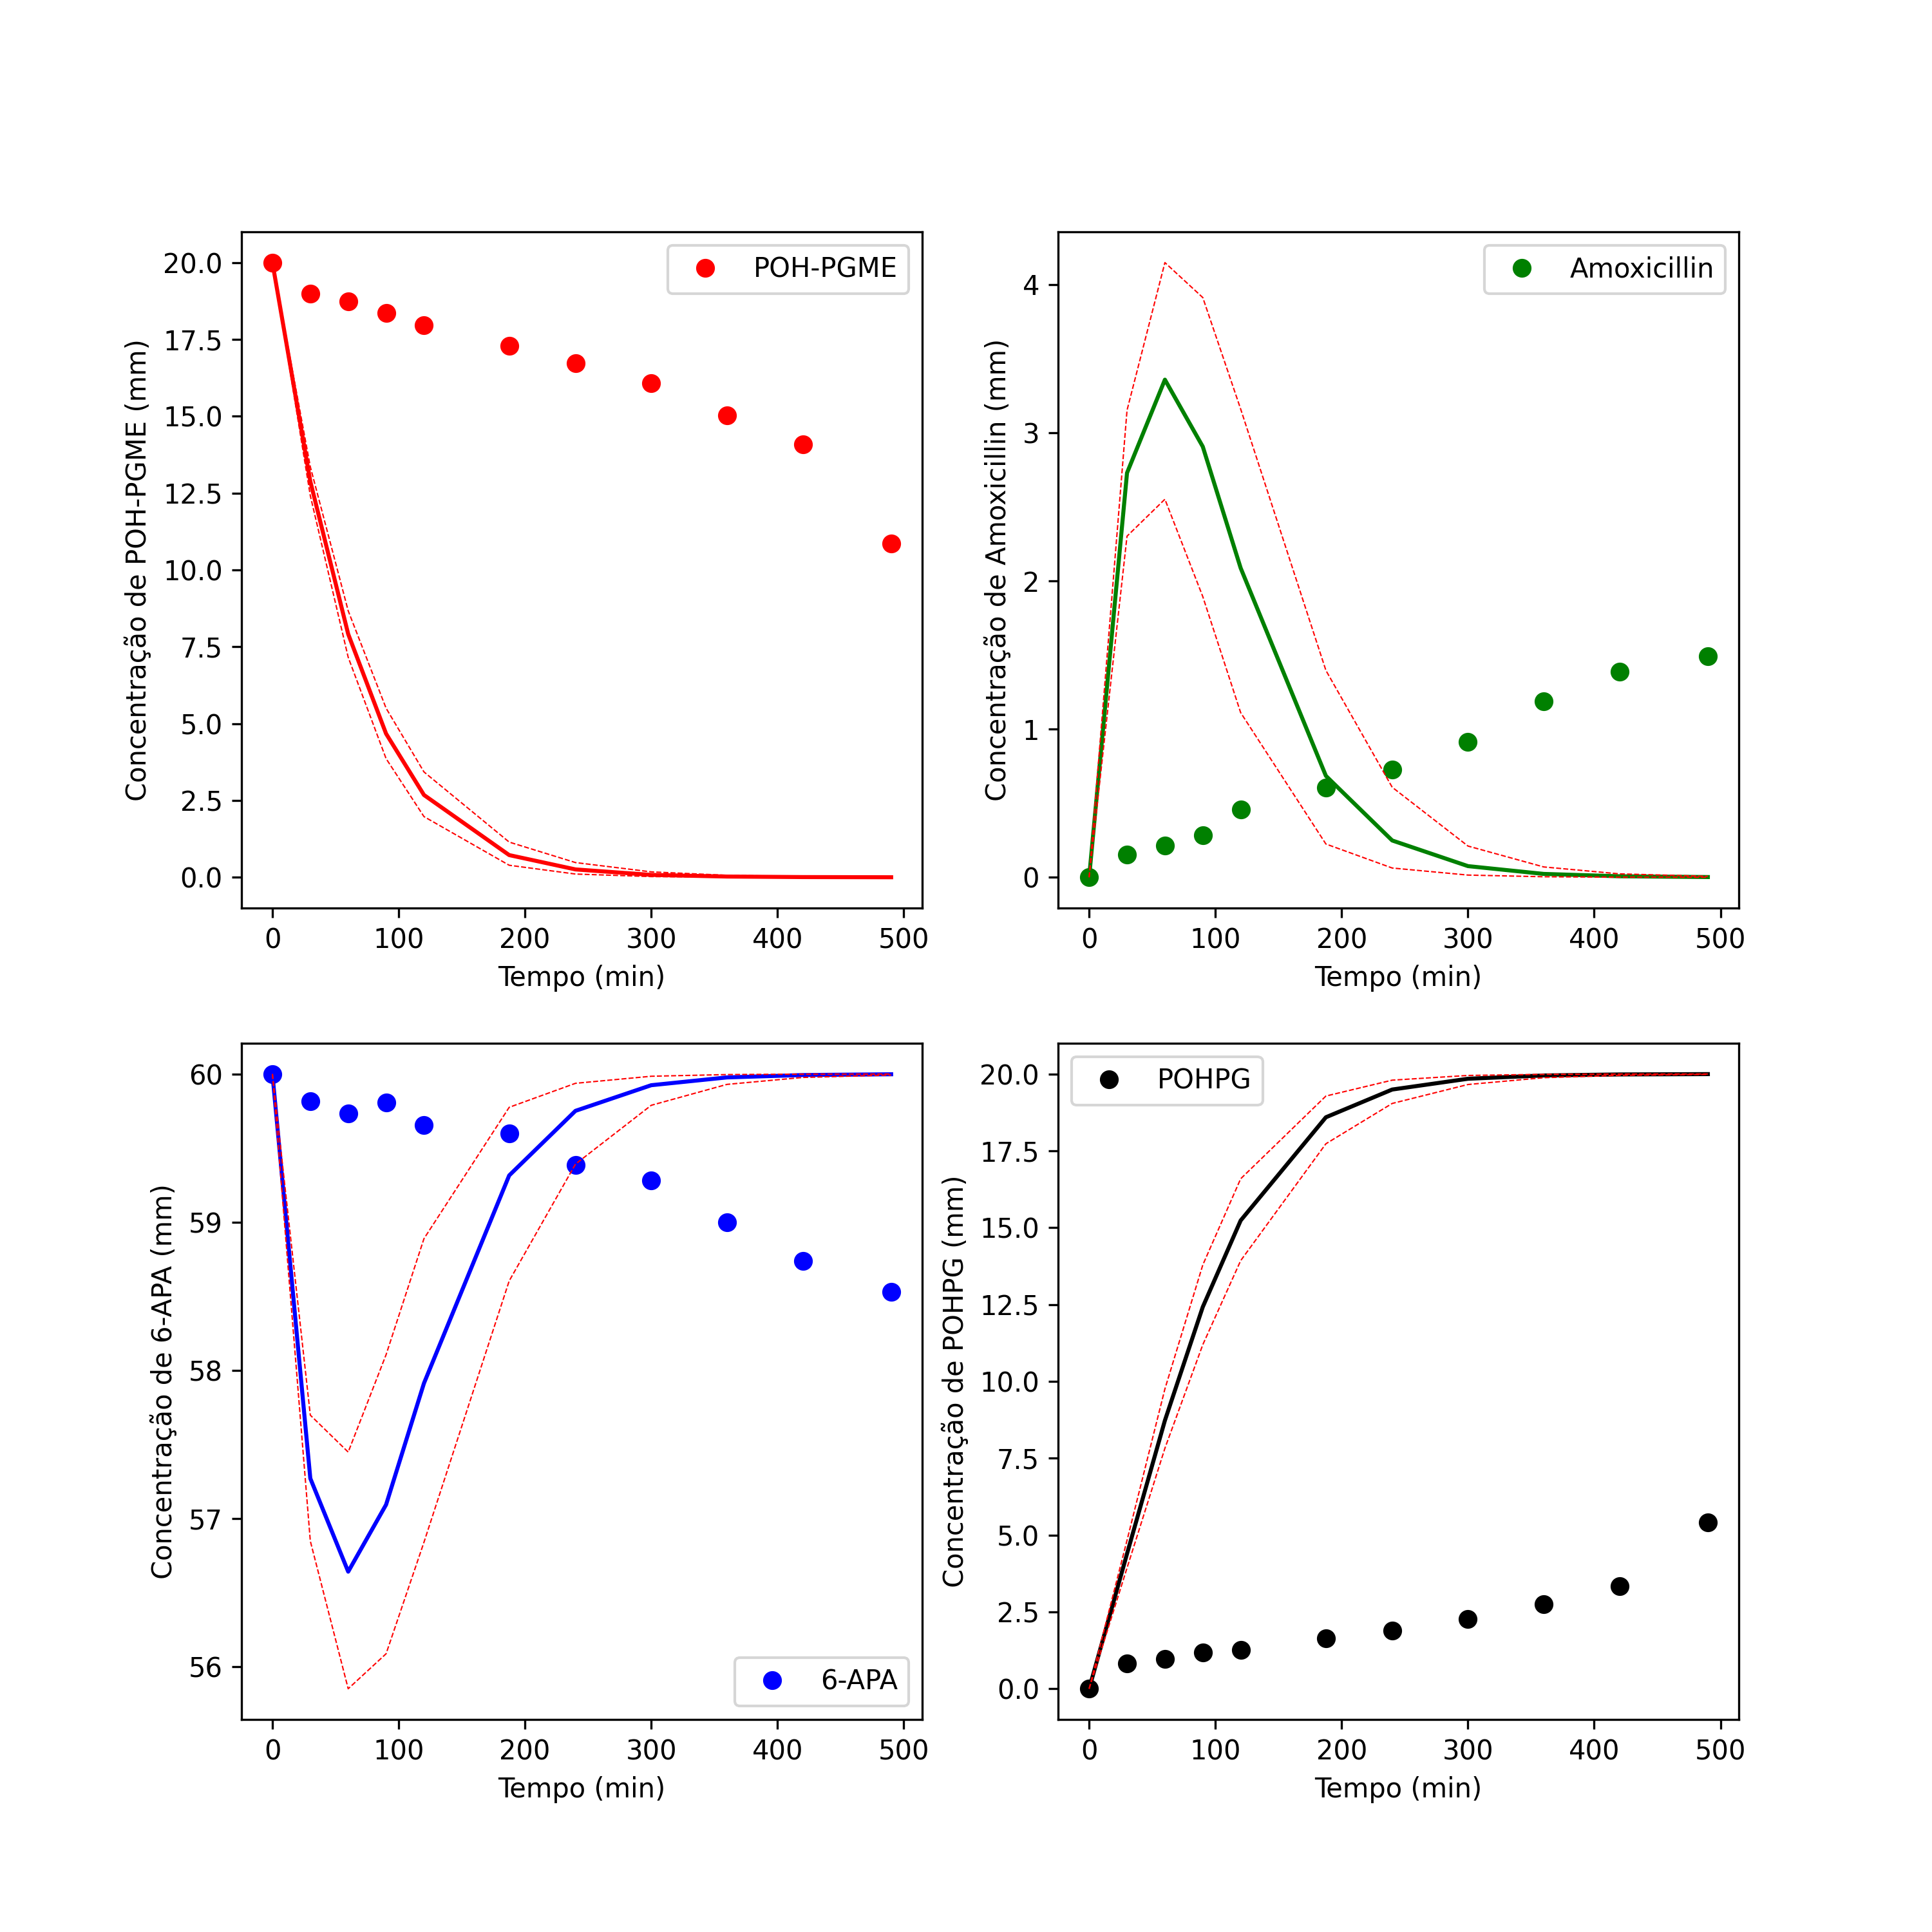 POH-PGME
Concentração de POH-PGME (mm)
20.0
17.5
15.0
12.5
10.0
7.5
5.0
2.5
0.0
0 100 200 300 400 500
Tempo (min)
Amoxicillin
Concentração de Amoxicillin (mm)
4
3
2
1
0
0 100 200 300 400 500
Tempo (min)
6-APA
Concentração de 6-APA (mm)
60
59
58
57
56
0 100 200 300 400 500
Tempo (min)
POHPG
Concentração de POHPG (mm)
20.0
17.5
15.0
12.5
10.0
7.5
5.0
2.5
0.0
0 100 200 300 400 500
Tempo (min)